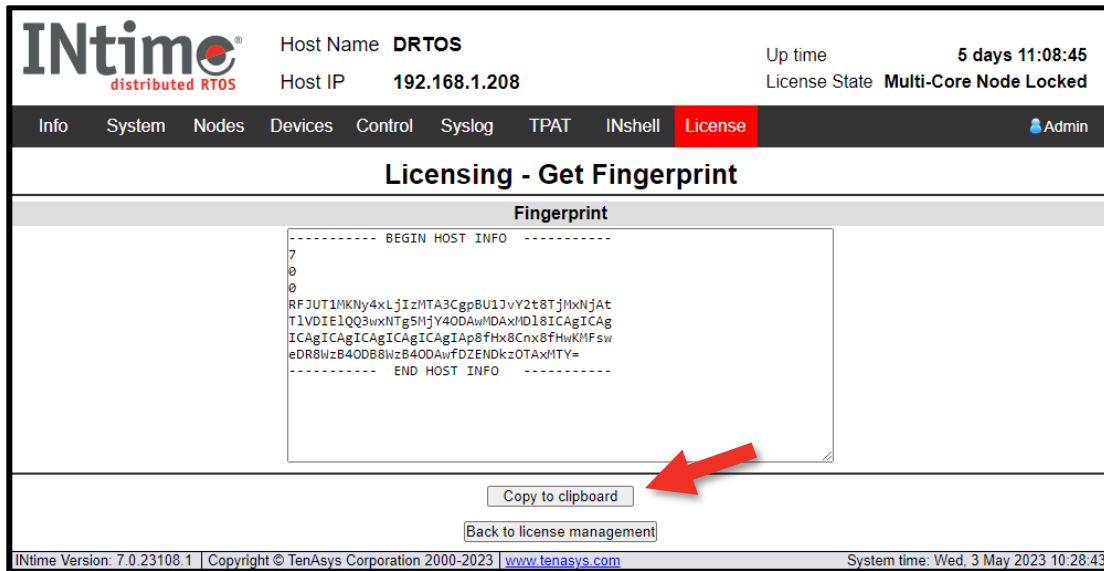 INtime®
distributed RTOS
Host Name DRTOS
Host IP 192.168.1.208
Up time 5 days 11:08:45
License State Multi-Core Node Locked
Info System Nodes Devices Control Syslog TPAT INshell License Admin
Licensing - Get Fingerprint
Fingerprint
----------- BEGIN HOST INFO -----------
7
0
0
RFJUT1MKNy4xLjIzMTA3CgpBU1JvY2t8TjMxNjAt
TlVDIElQQ3wxNTg5MjY4ODAwMDAxMDl8ICAgICAg
ICAgICAgICAgICAgICAgIAp8fHx8Cnx8fHwKMFsw
eDR8WzB4ODB8WzB4ODAwfDZENDkzOTAxMTY=
----------- END HOST INFO -----------
Copy to clipboard
Back to license management
INtime Version: 7.0.23108.1 Copyright © TenAsys Corporation 2000-2023 www.tenasys.com System time: Wed, 3 May 2023 10:28:43